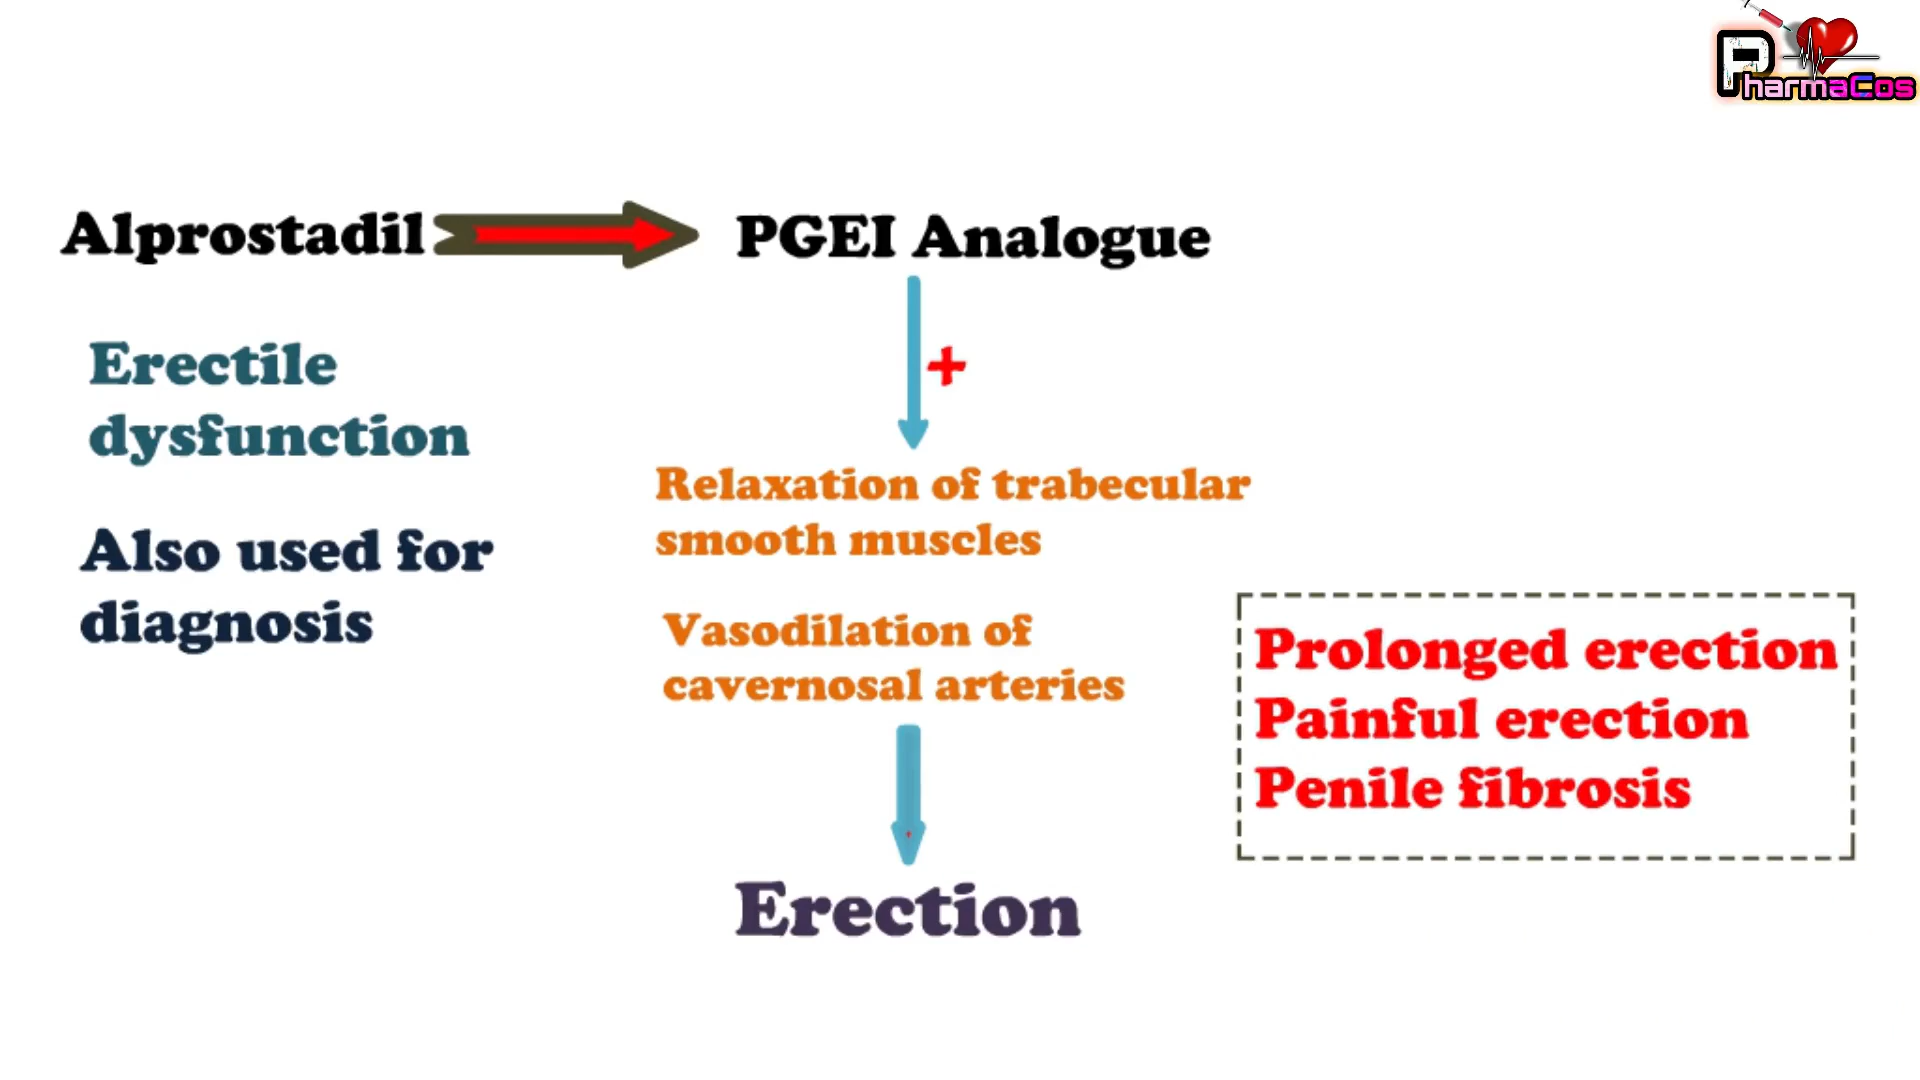 PharmaCos
Alprostadil
PGEI Analogue
Erectile
dysfunction
+
Also used for
diagnosis
Relaxation of trabecular
smooth muscles
Vasodilation of
cavernosal arteries
Prolonged erection
Painful erection
Penile fibrosis
Erection